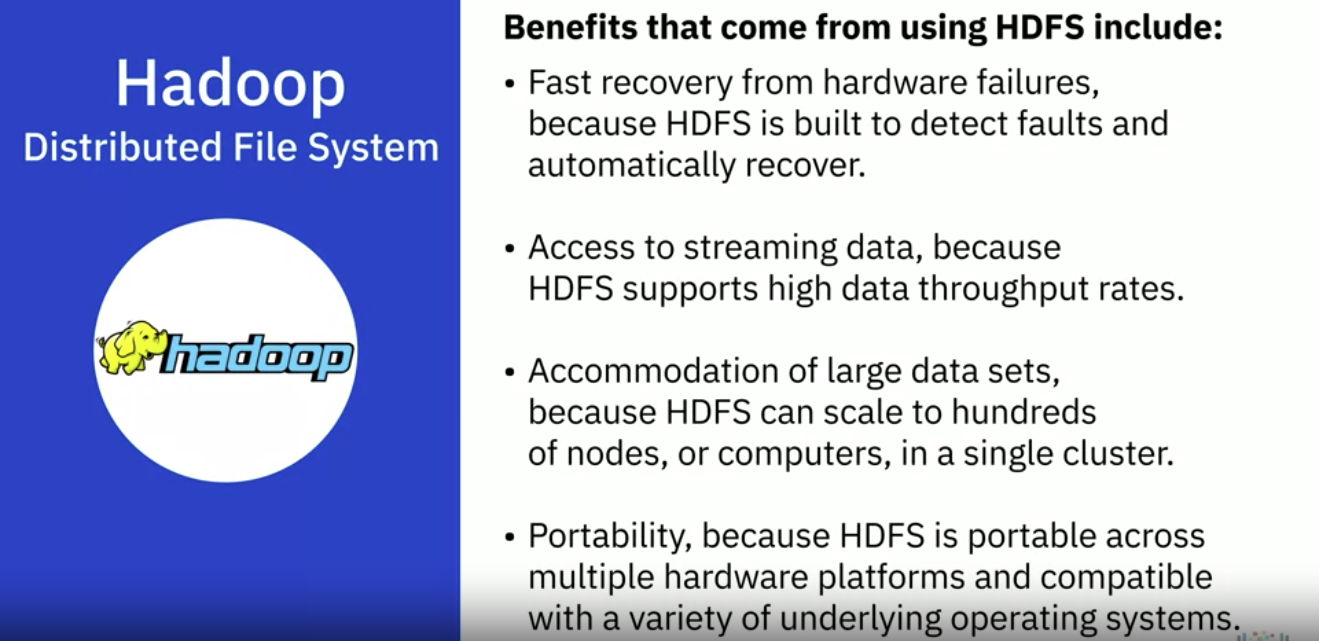 Hadoop
Distributed File System
hadoop
Benefits that come from using HDFS include:
• Fast recovery from hardware failures,
because HDFS is built to detect faults and
automatically recover.
• Access to streaming data, because
HDFS supports high data throughput rates.
• Accommodation of large data sets,
because HDFS can scale to hundreds
of nodes, or computers, in a single cluster.
• Portability, because HDFS is portable across
multiple hardware platforms and compatible
with a variety of underlying operating systems.